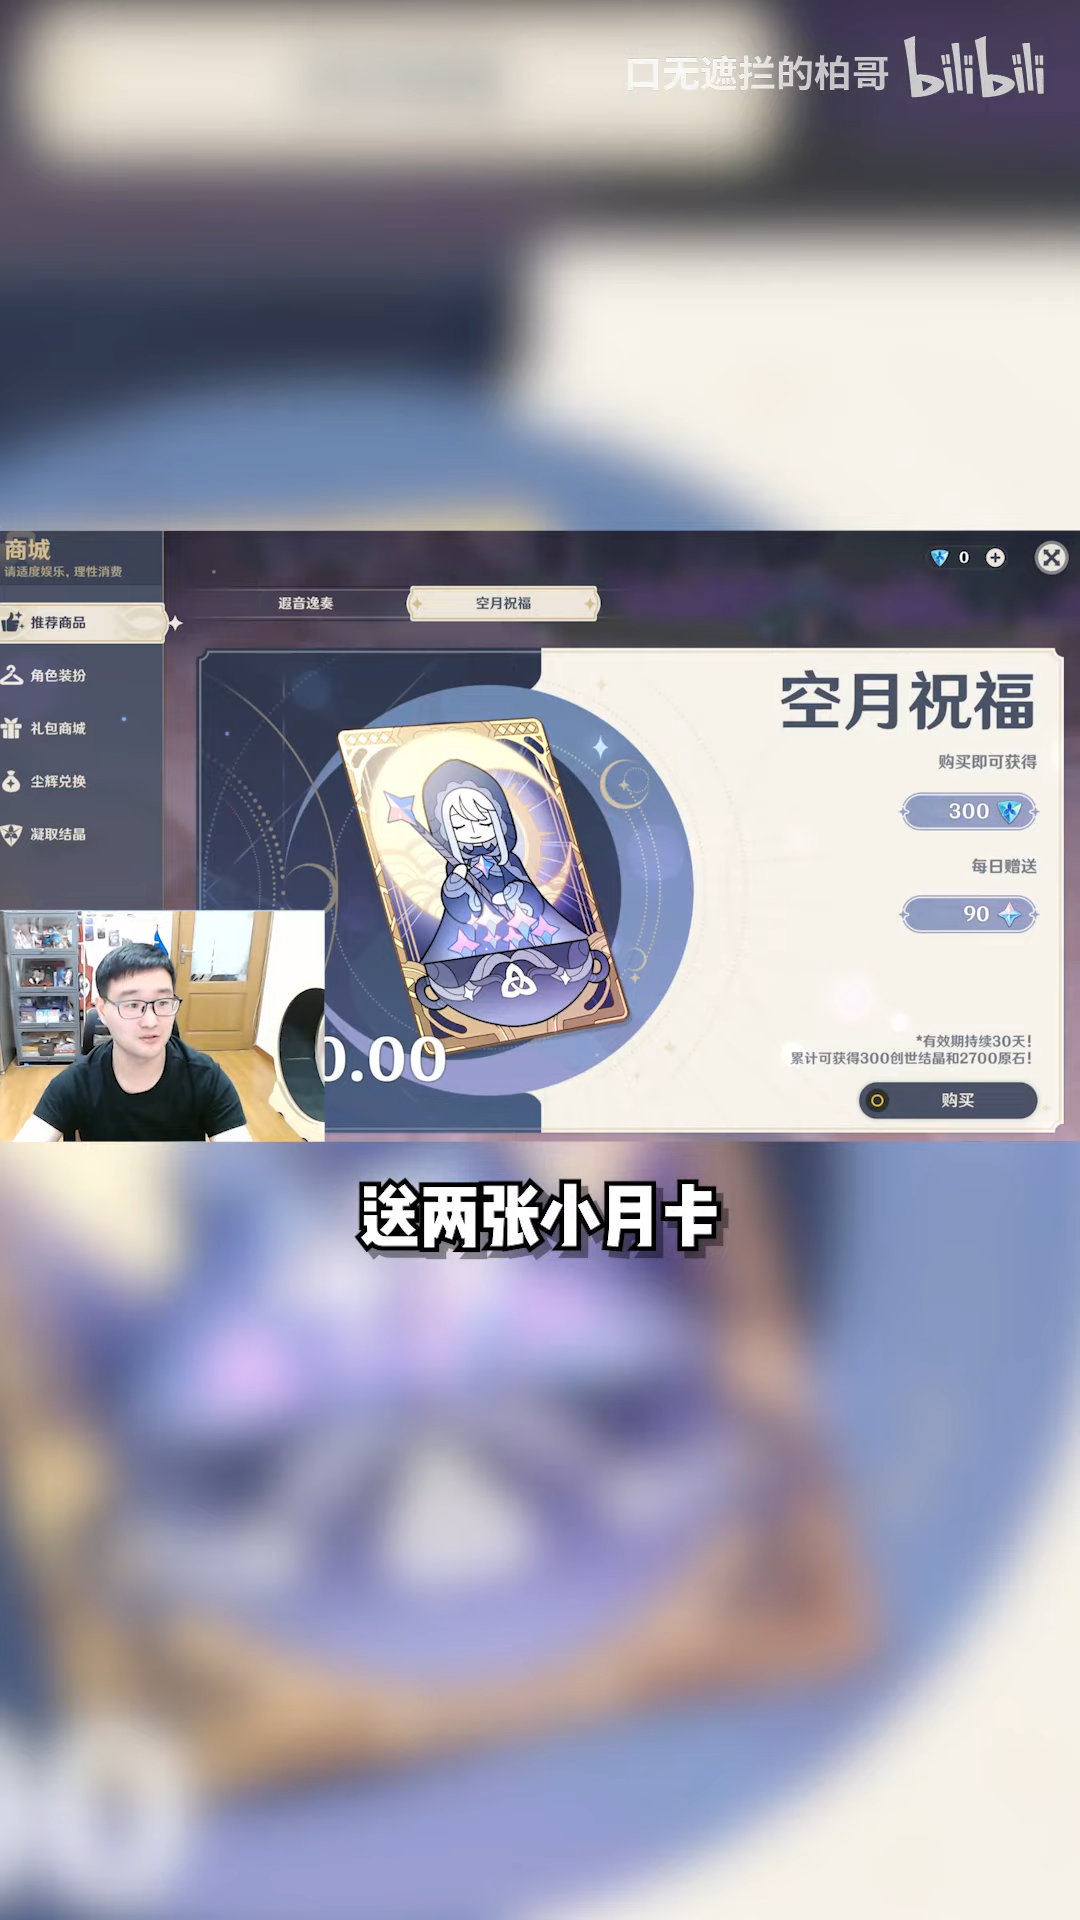 口无遮拦的柏哥 bilibili
商城
请适度娱乐，理性消费
0
遐音逸奏
空月祝福
推荐商品
角色装扮
礼包商城
尘辉兑换
凝取结晶
空月祝福
购买即可获得
300
每日赠送
90
*有效期持续30天！
累计可获得300创世结晶和2700原石！
购买
0.00
送两张小月卡